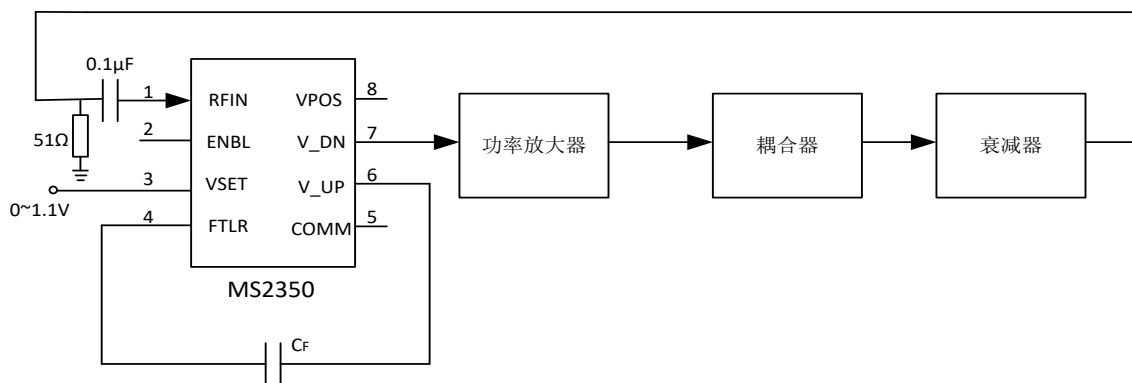 0.1μF
51Ω
0~1.1V
1
2
3
4
RFIN
ENBL
VSET
FTLR
VPOS
V_DN
V_UP
COMM
8
7
6
5
MS2350
CF
功率放大器
耦合器
衰减器